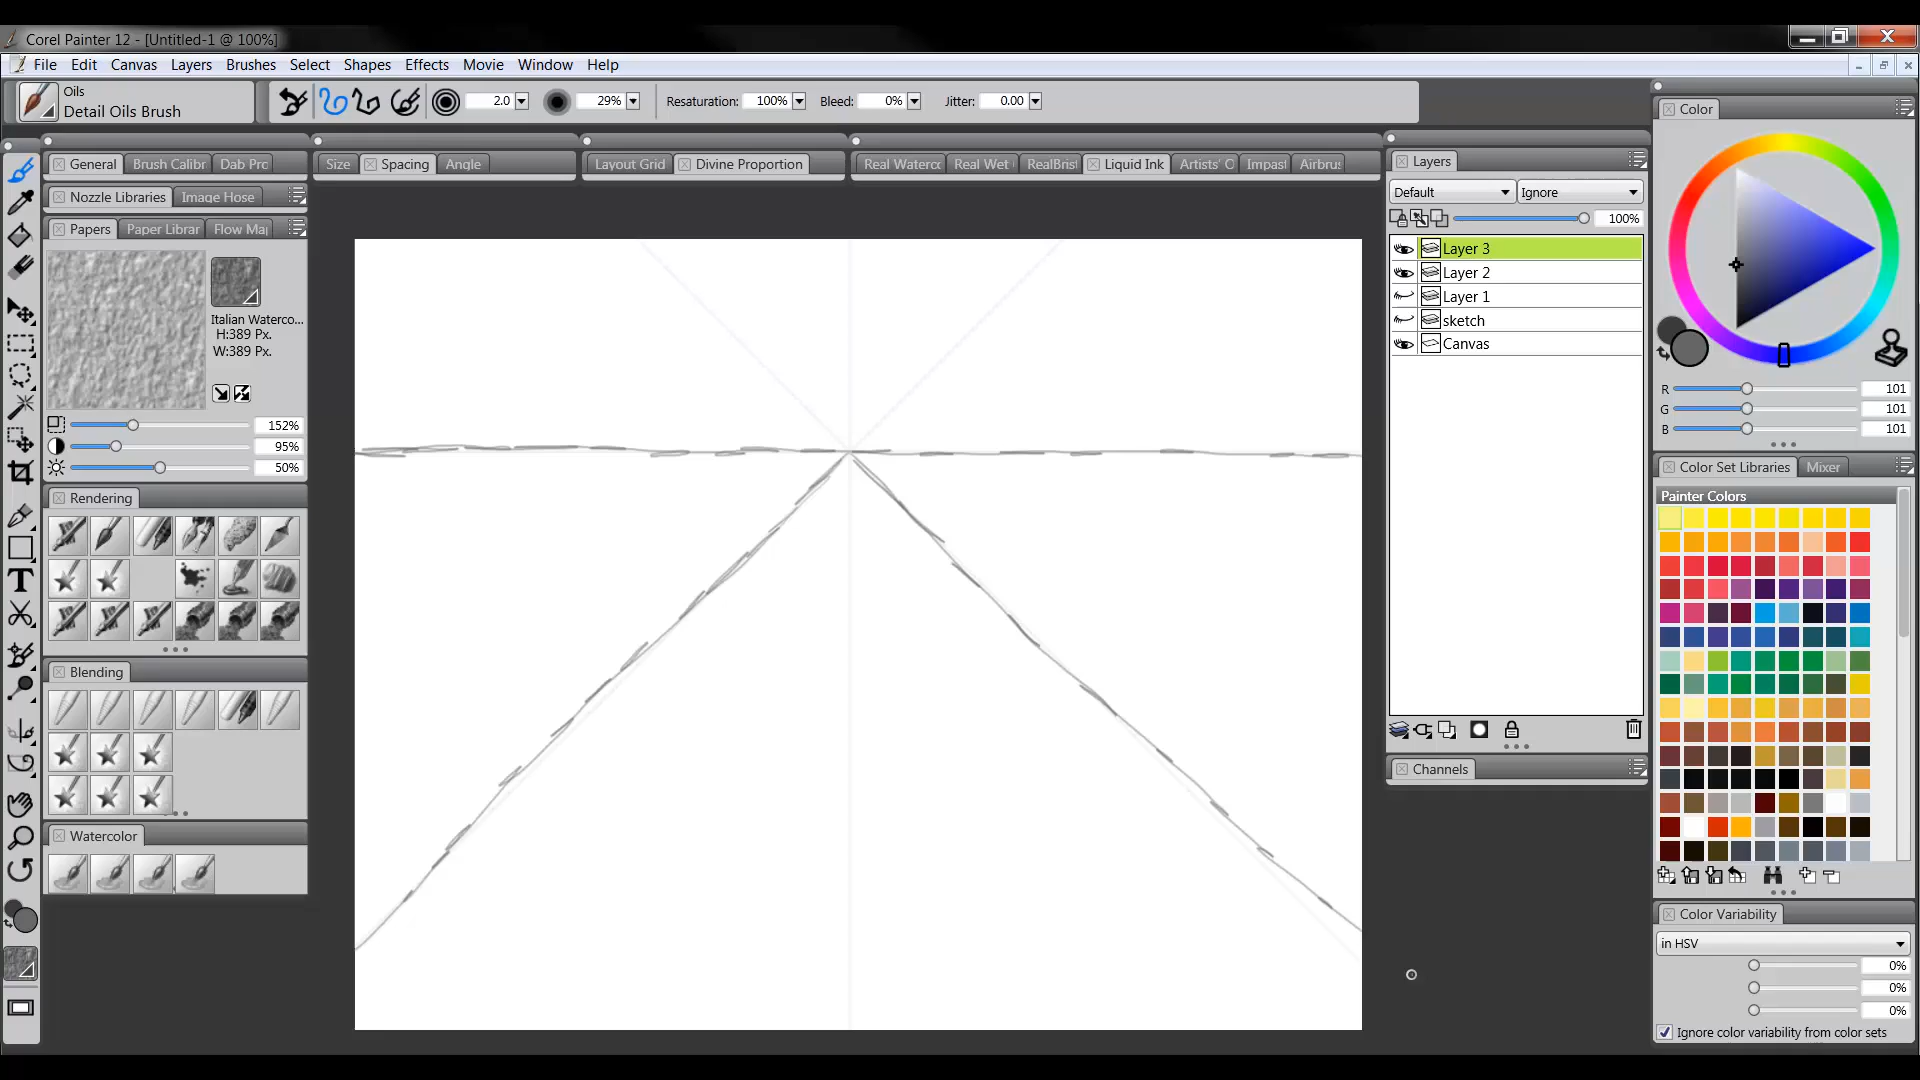 Corel Painter 12 - [Untitled-1 @ 100%]
File Edit Canvas Layers Brushes Select Shapes Effects Movie Window Help
Oils
Detail Oils Brush
2.0 29% Resaturation: 100% Bleed: 0% Jitter: 0.00
General Brush Calibr Dab Pro Size Spacing Angle Layout Grid Divine Proportion Real Waterco Real Wet RealBrist Liquid Ink Artists' O Impast Airbrus
Nozzle Libraries Image Hose
Papers Paper Librar Flow Map
Italian Waterco...
H:389 Px.
W:389 Px.
152%
95%
50%
Rendering
Blending
Watercolor
T
Layers
Default Ignore
100%
Layer 3
Layer 2
Layer 1
sketch
Canvas
Channels
Color
R 101
G 101
B 101
Color Set Libraries Mixer
Painter Colors
Color Variability
in HSV
0%
0%
0%
Ignore color variability from color sets